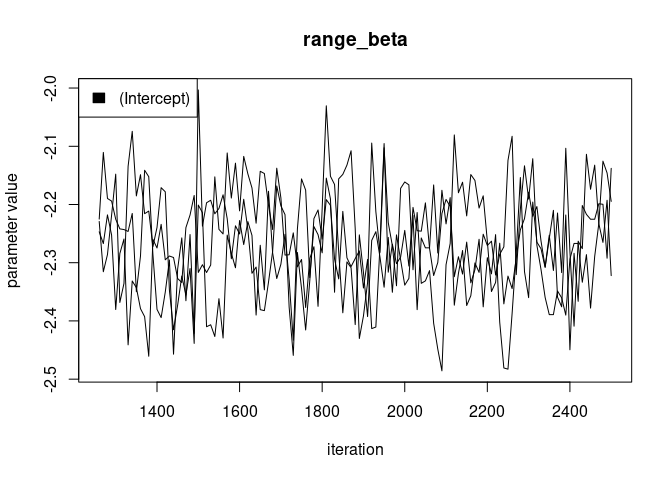 range_beta
(Intercept)
parameter value
-2.0
-2.1
-2.2
-2.3
-2.4
-2.5
1400 1600 1800 2000 2200 2400
iteration